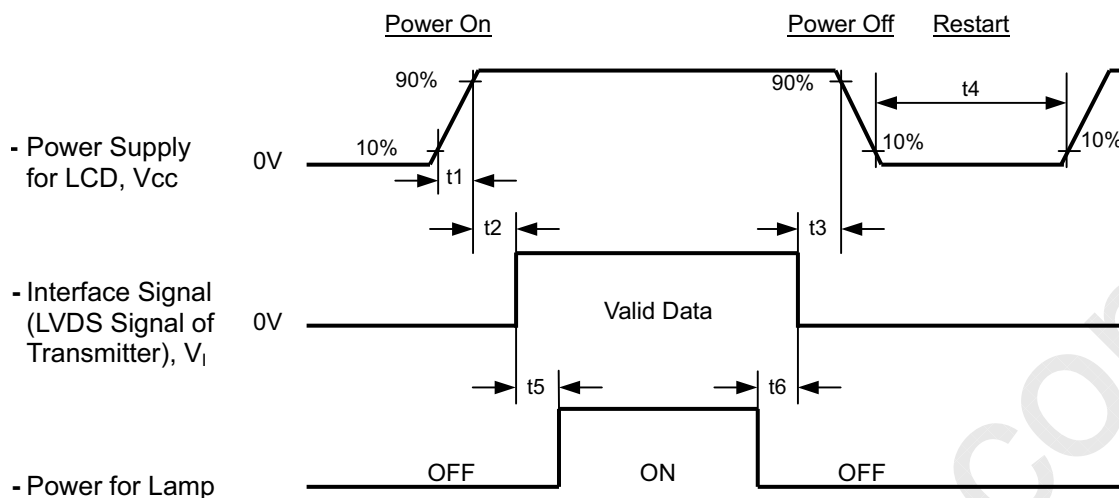 Power On
Power Off
Restart
90%
90%
t4
- Power Supply
for LCD, Vcc
0V
10%
10%
10%
t1
t2
t3
- Interface Signal
(LVDS Signal of
Transmitter), VI
0V
Valid Data
t5
t6
- Power for Lamp
OFF
ON
OFF
com